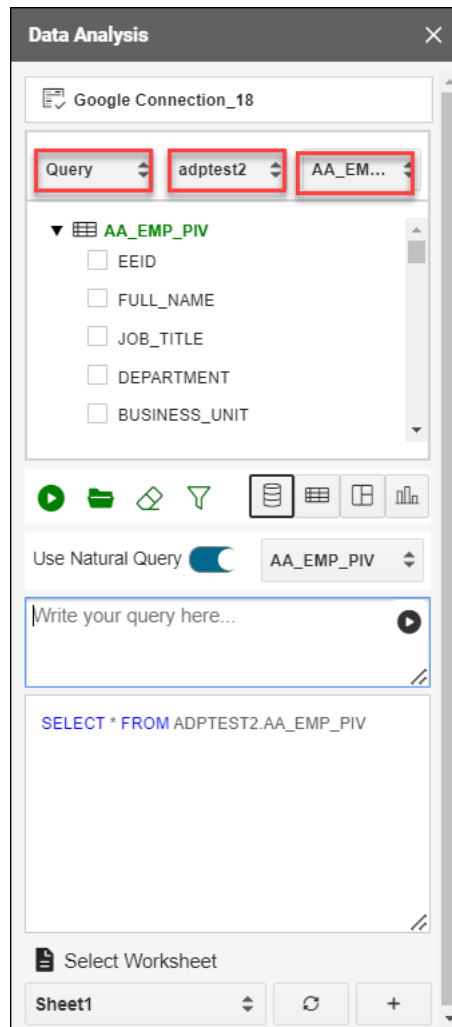 Data Analysis
Google Connection_18
Query adptest2 AA_EM...
AA_EMP_PIV
EEID
FULL_NAME
JOB_TITLE
DEPARTMENT
BUSINESS_UNIT
Use Natural Query AA_EMP_PIV
Write your query here...
SELECT * FROM ADPTEST2.AA_EMP_PIV
Select Worksheet
Sheet1